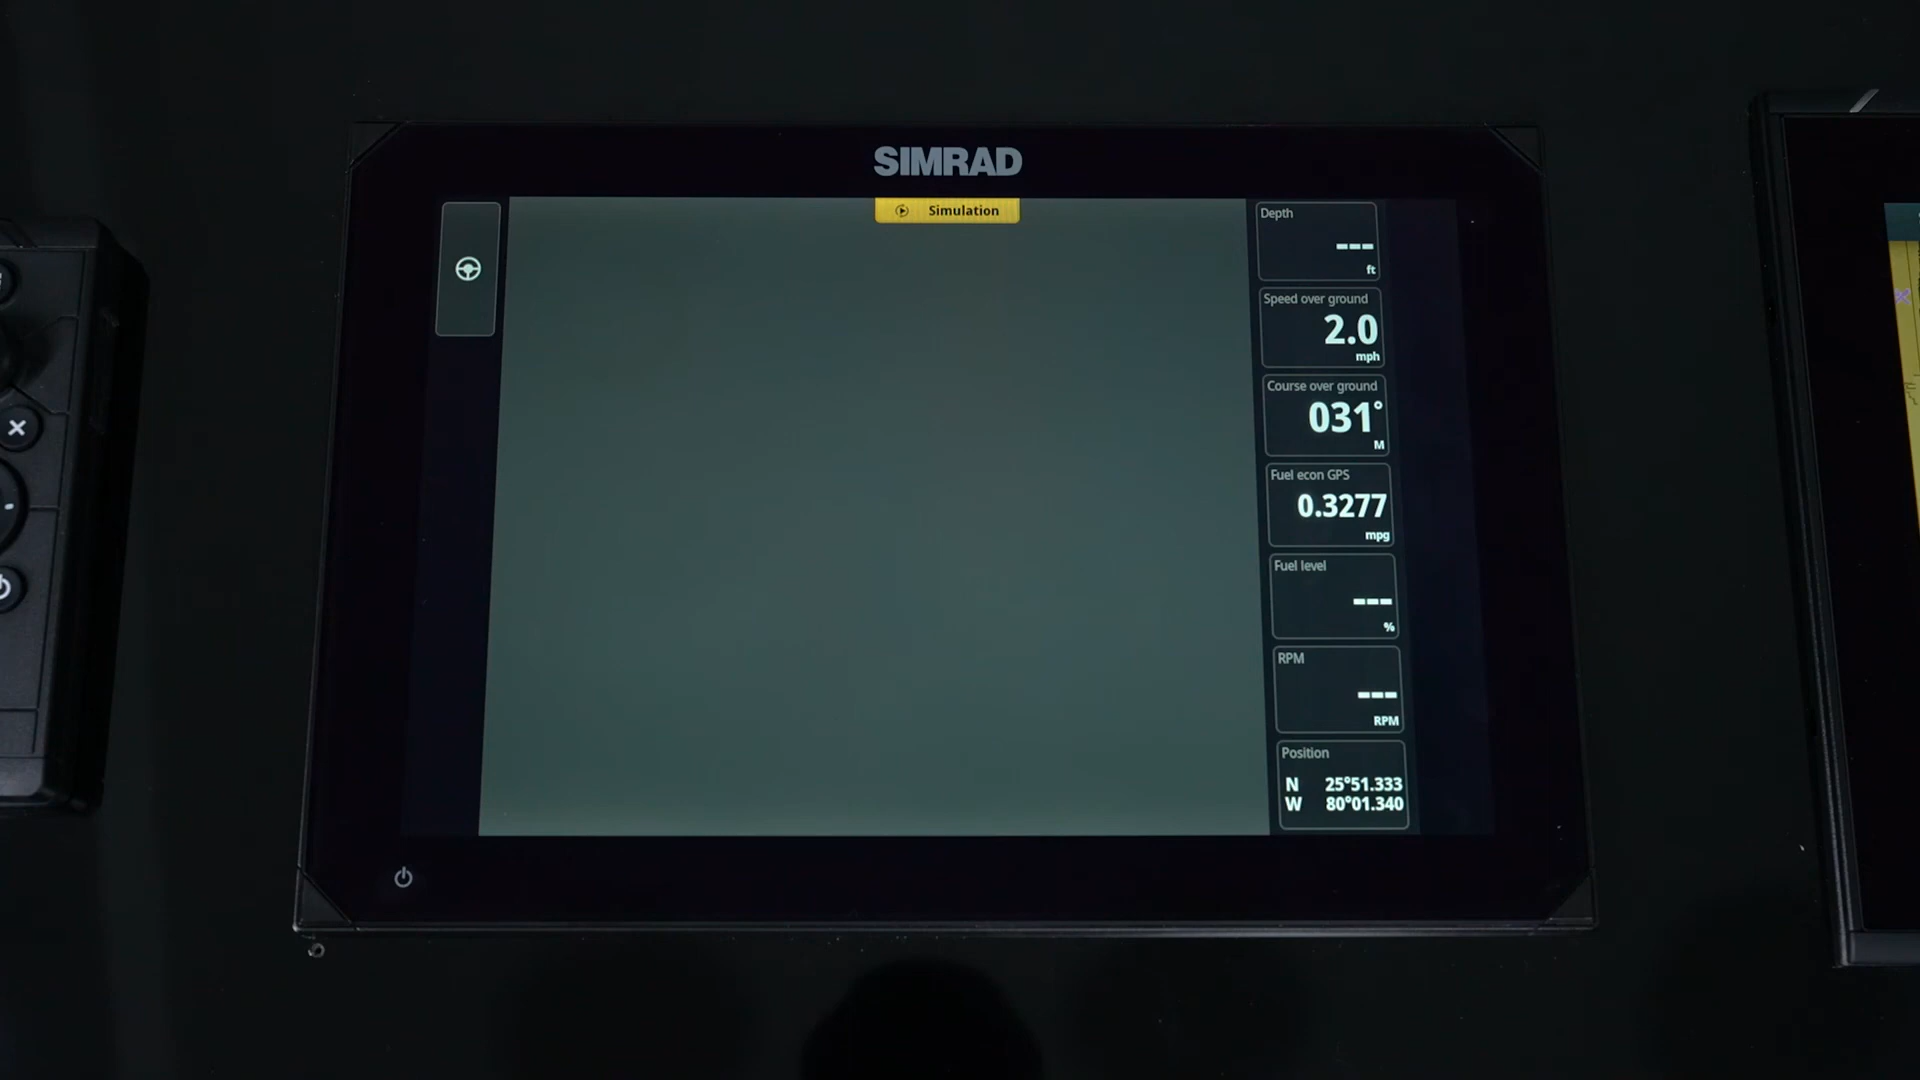 SIMRAD
Simulation
Depth
---
ft
Speed over ground
2.0
mph
Course over ground
031°
M
Fuel econ GPS
0.3277
mpg
Fuel level
---
%
RPM
---
RPM
Position
N 25°51.333
W 80°01.340